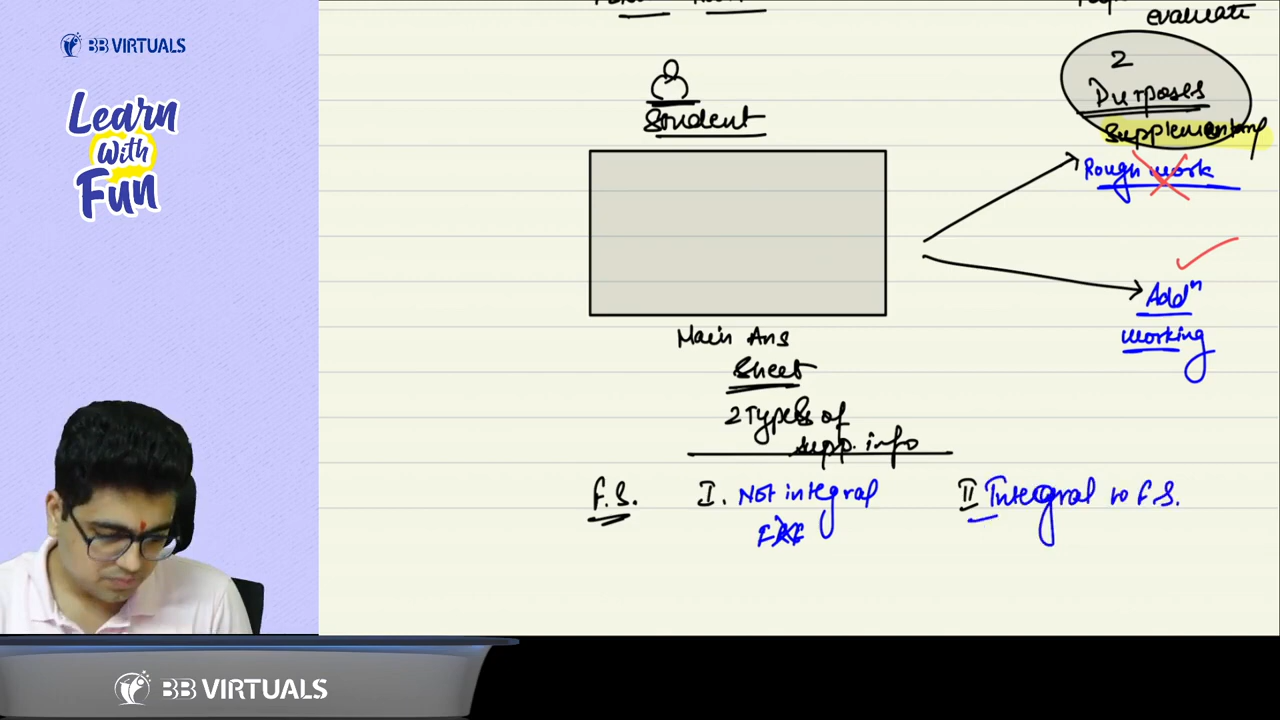 BB VIRTUALS
Learn
With
Fun
evaluate
2
Purposes
Supplementary
Rough work
Student
Addⁿ
working
Main Ans
Sheet
2 Types of
supp. info
F.S. I. Not integral II Integral to F.S.
BB VIRTUALS